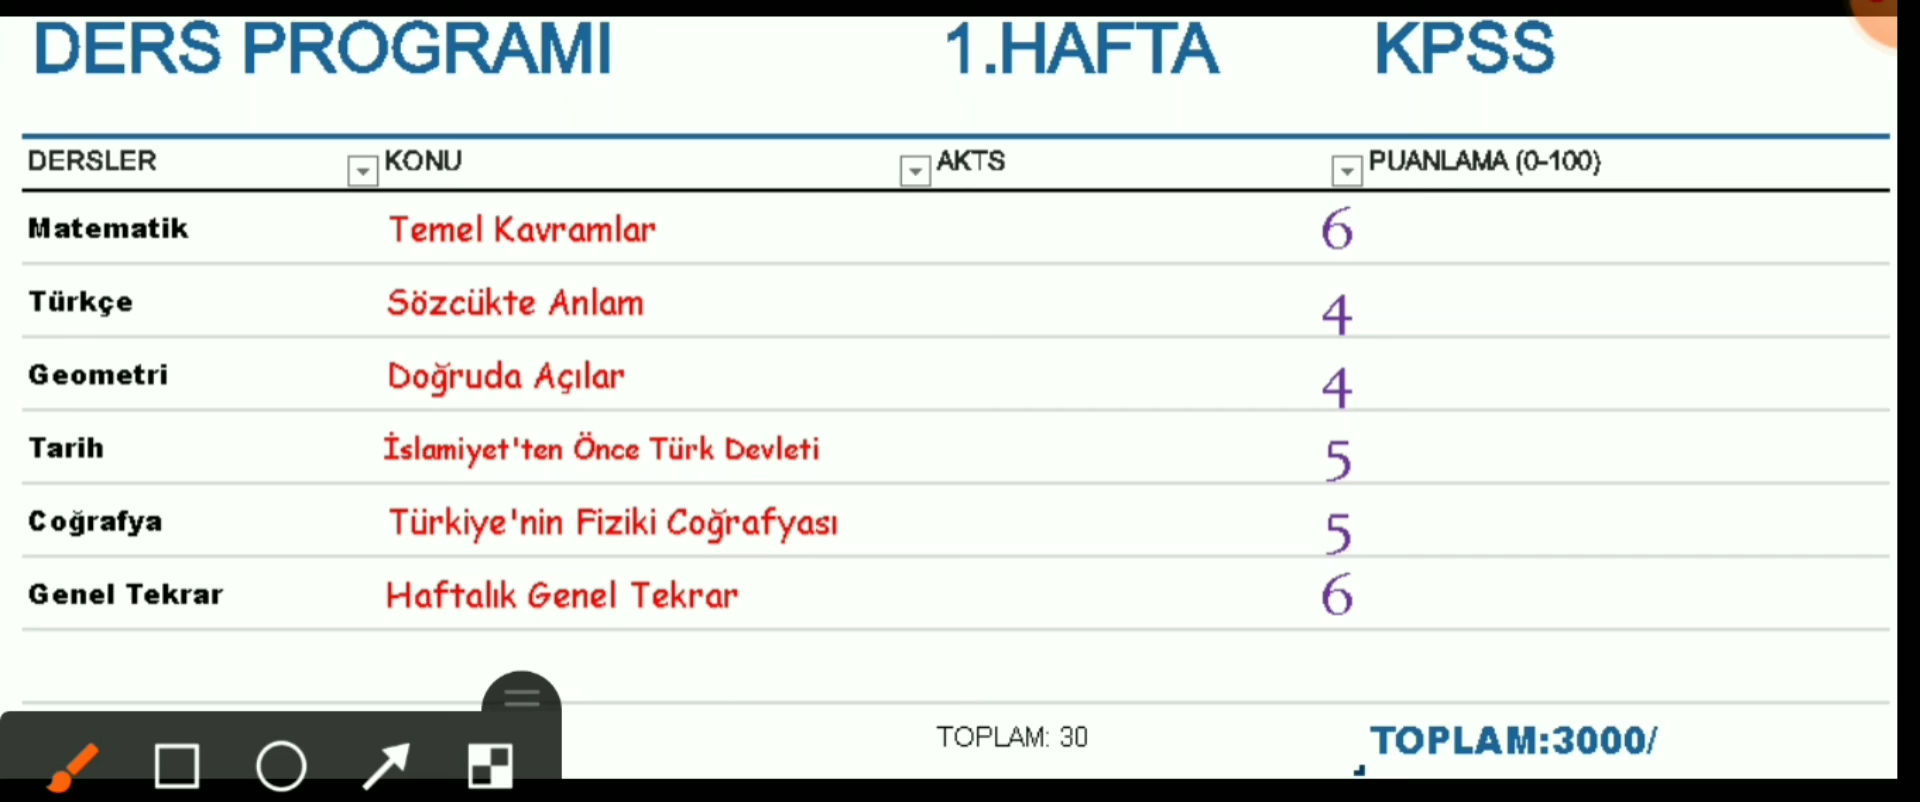 DERS PROGRAMI 1.HAFTA KPSS
DERSLER KONU AKTS PUANLAMA (0-100)
Matematik Temel Kavramlar 6
Türkçe Sözcükte Anlam 4
Geometri Doğruda Açılar 4
Tarih İslamiyet'ten Önce Türk Devleti 5
Coğrafya Türkiye'nin Fiziki Coğrafyası 5
Genel Tekrar Haftalık Genel Tekrar 6
TOPLAM: 30 TOPLAM:3000/